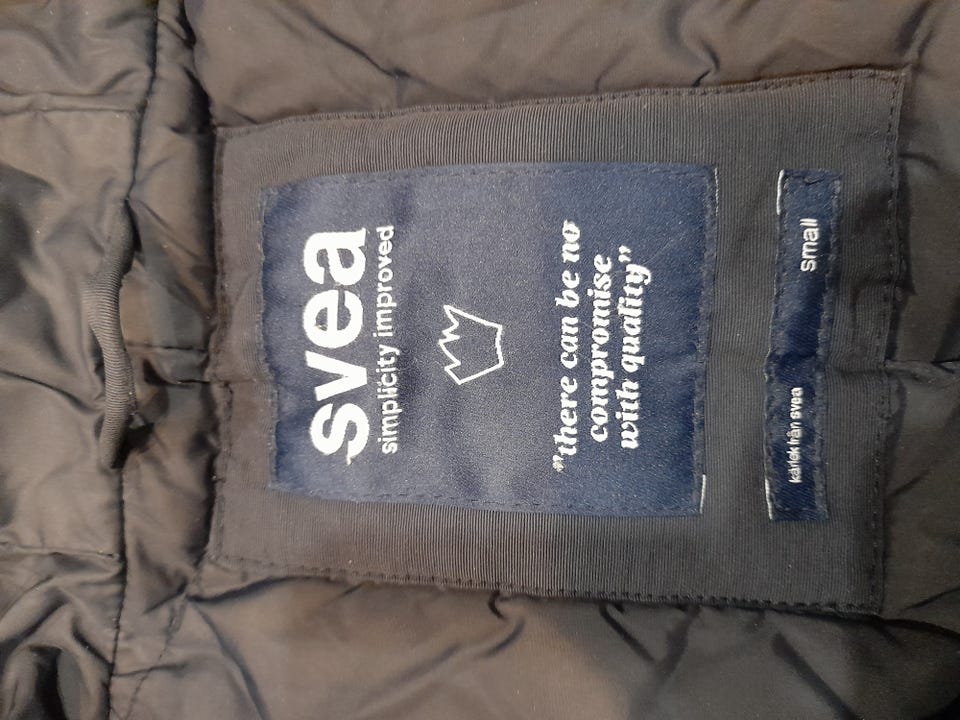 svea
simplicity improved
"there can be no
compromise
with quality"
kärlek från svea
small